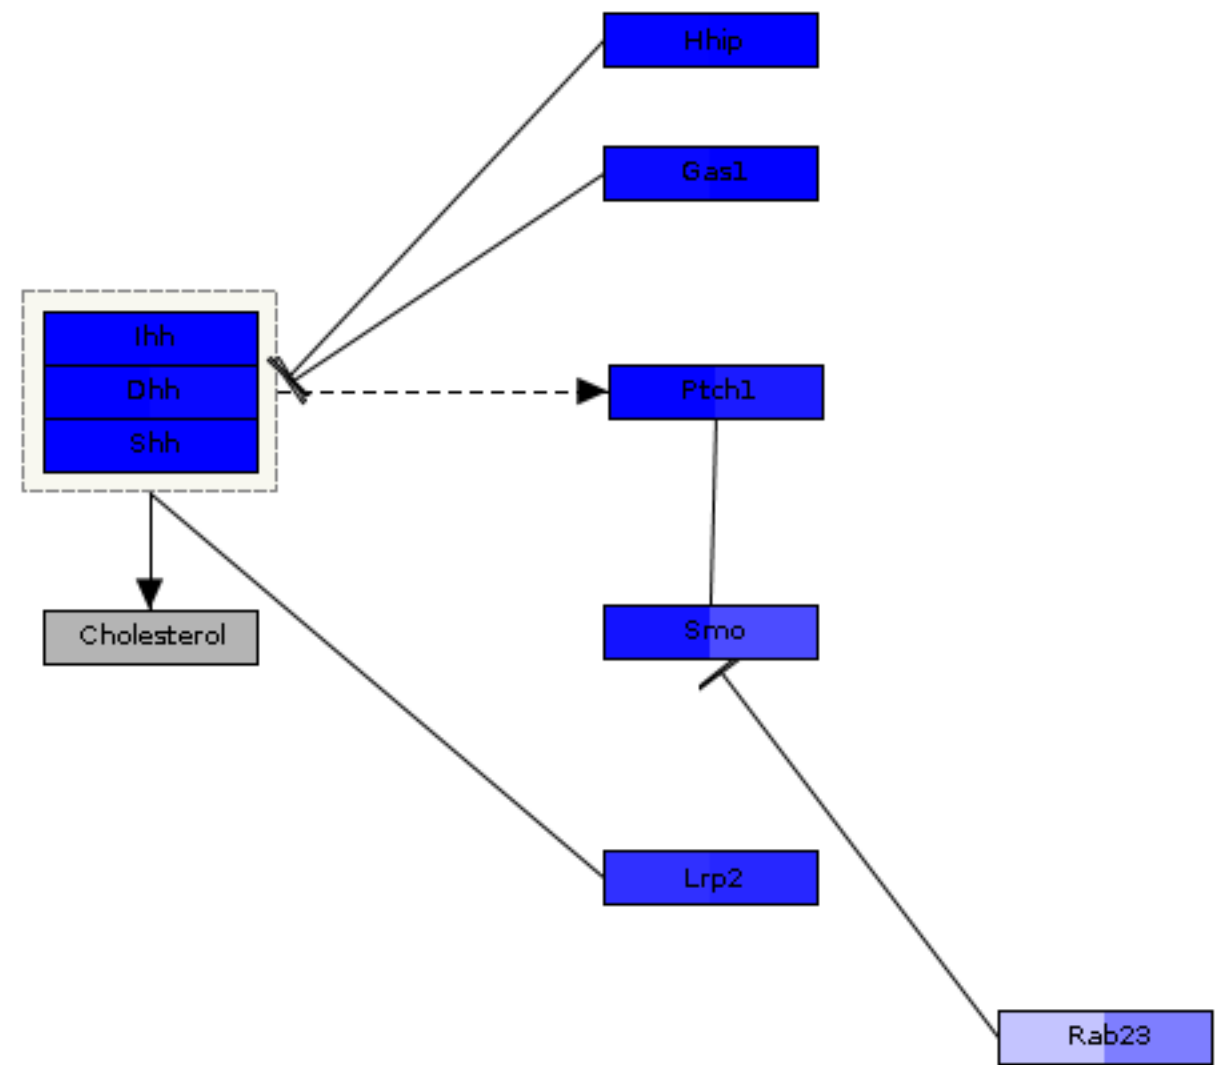 Hhip
Gas1
Ihh
Dhh
Shh
Ptch1
Cholesterol
Smo
Lrp2
Rab23